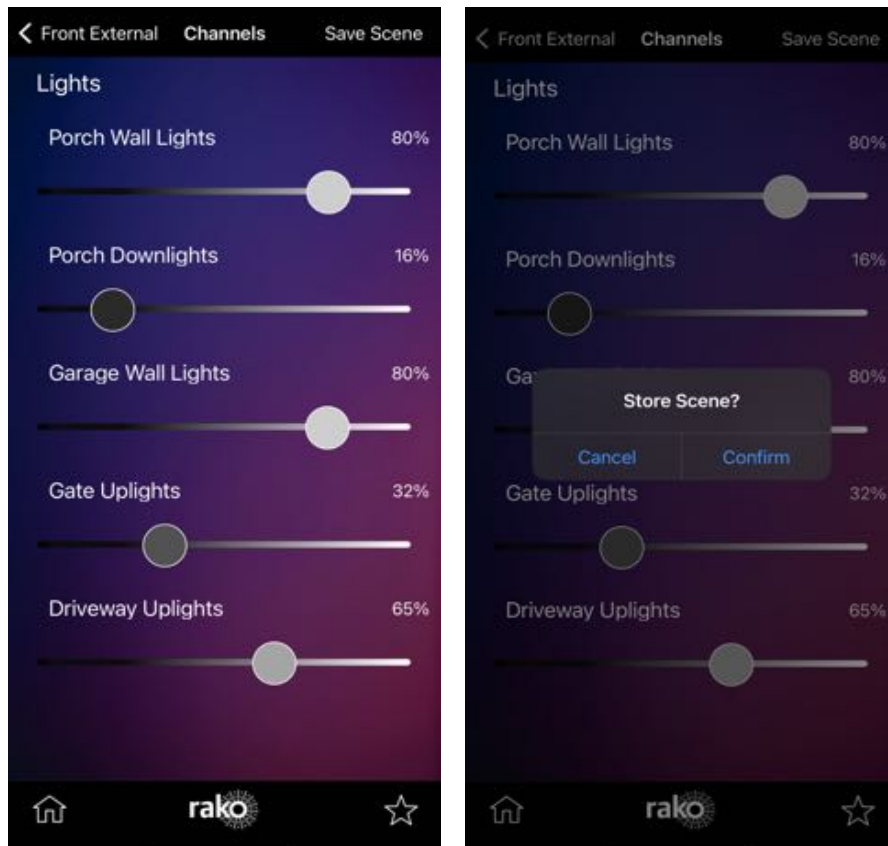 Front External Channels Save Scene
Lights
Porch Wall Lights 80%
Porch Downlights 16%
Garage Wall Lights 80%
Gate Uplights 32%
Driveway Uplights 65%
rako
Front External Channels Save Scene
Lights
Porch Wall Lights 80%
Porch Downlights 16%
Ga 80%
Store Scene?
Cancel Confirm
Gate Uplights 32%
Driveway Uplights 65%
rako